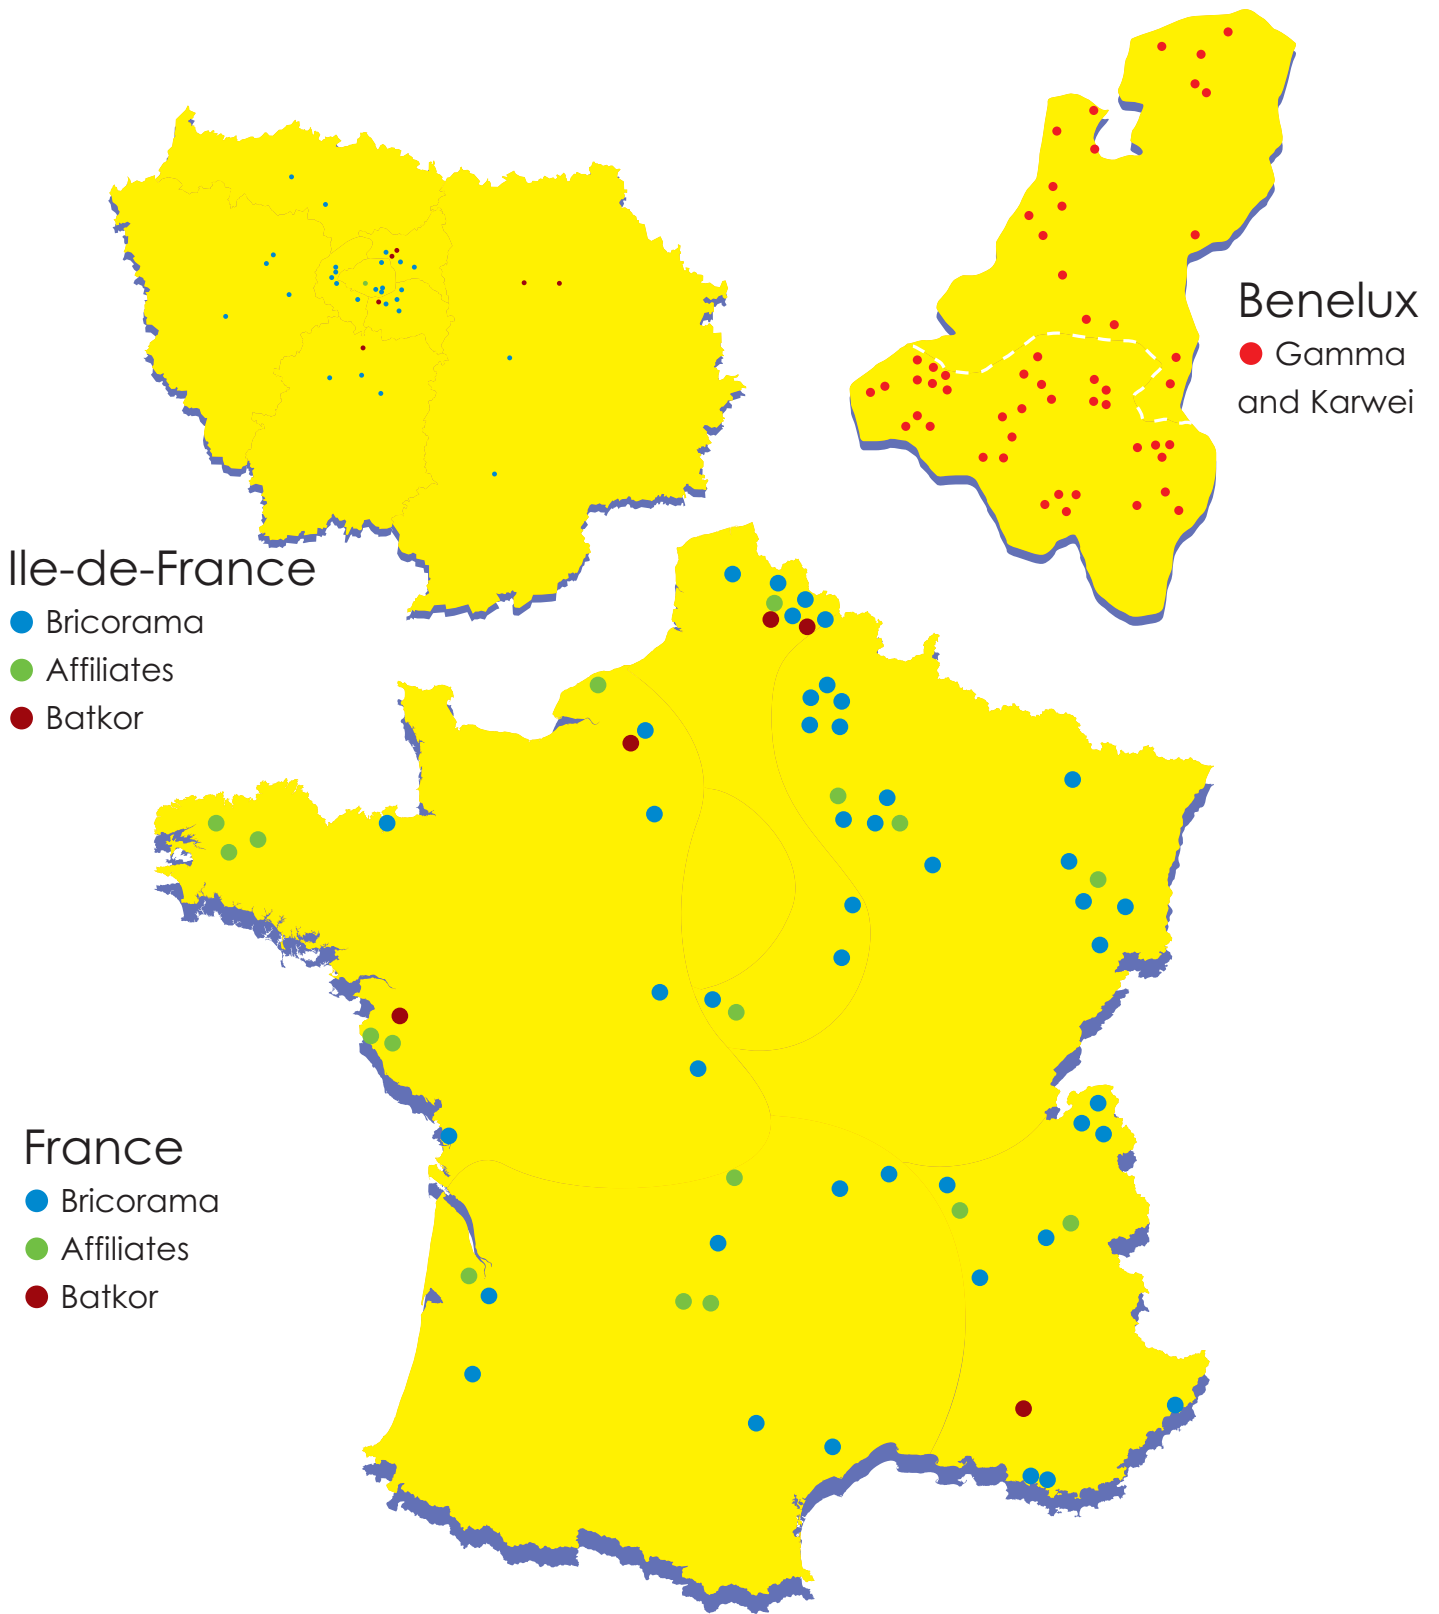 Benelux
Gamma
and Karwei
Ile-de-France
Bricorama
Affiliates
Batkor
France
Bricorama
Affiliates
Batkor